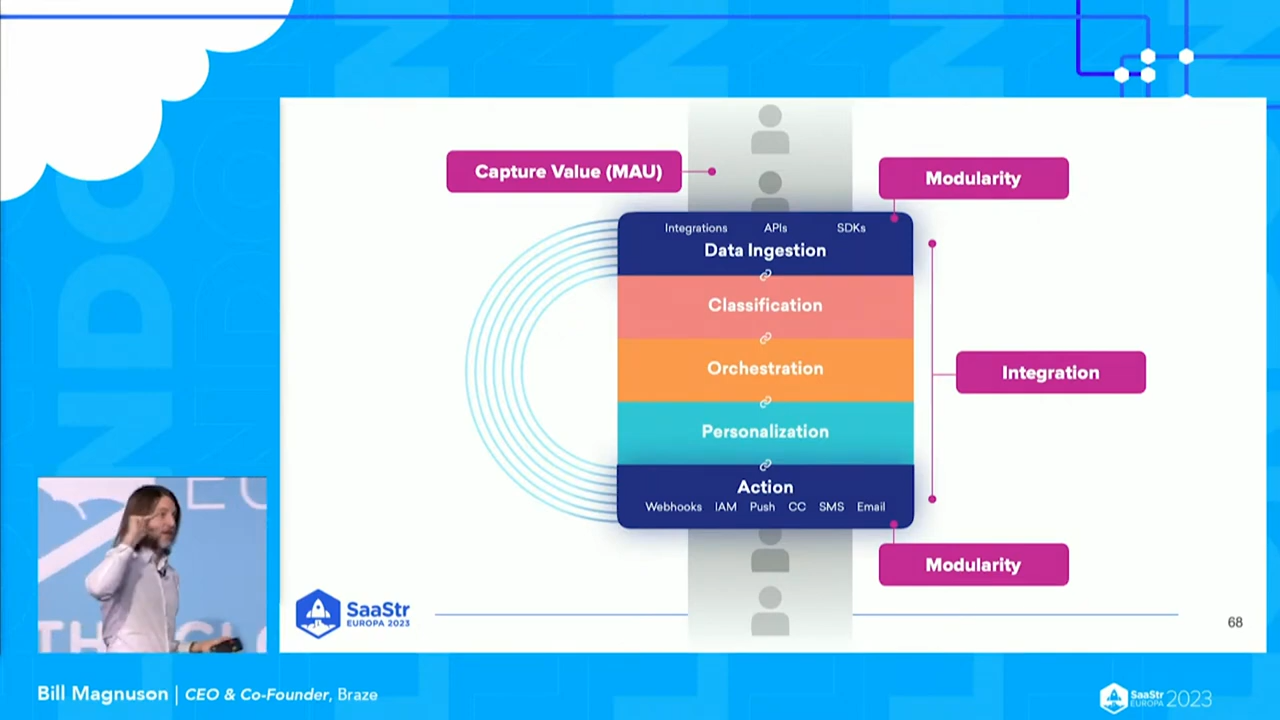 Capture Value (MAU)
Modularity
Integrations APIs SDKs
Data Ingestion
Classification
Orchestration
Integration
Personalization
Action
Webhooks IAM Push CC SMS Email
Modularity
SaaStr
EUROPA 2023
68
Bill Magnuson | CEO & Co-Founder, Braze
SaaStr
EUROPA
2023